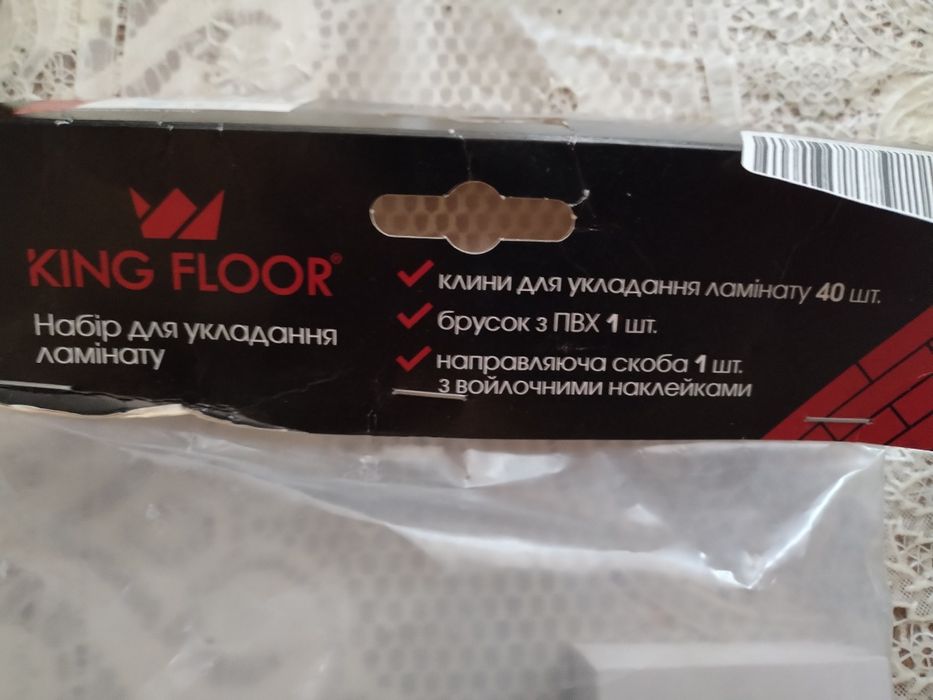 KING FLOOR®
Набір для укладання
ламінату
клини для укладання ламінату 40 шт.
брусок з ПВХ 1 шт.
направляюча скоба 1 шт.
з войлочними наклейками